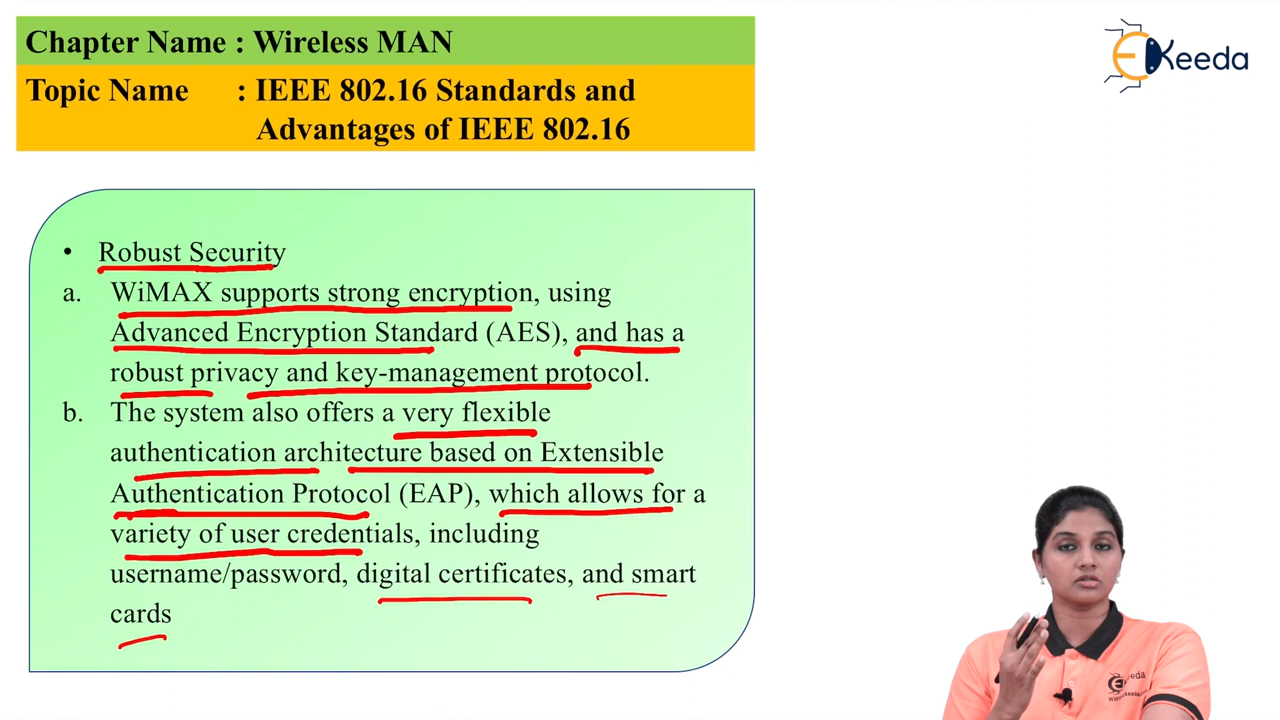 Chapter Name : Wireless MAN
Keeda
Topic Name : IEEE 802.16 Standards and
Advantages of IEEE 802.16
• Robust Security
a. WiMAX supports strong encryption, using
Advanced Encryption Standard (AES), and has a
robust privacy and key-management protocol.
b. The system also offers a very flexible
authentication architecture based on Extensible
Authentication Protocol (EAP), which allows for a
variety of user credentials, including
username/password, digital certificates, and smart
cards